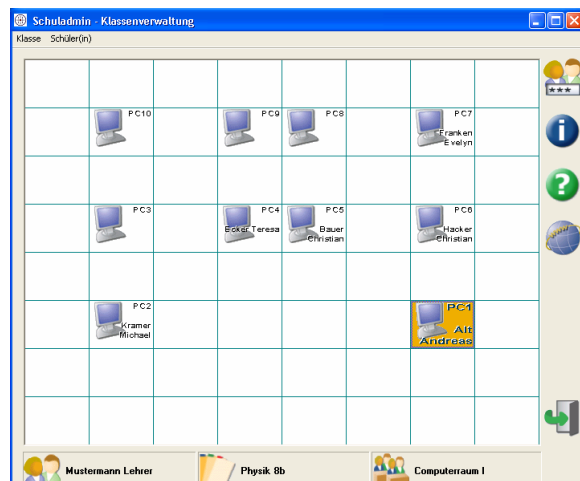 Schuladmin - Klassenverwaltung
Klasse Schüler(in)
PC10
PC9
PC8
PC7
Franken
Evelyn
PC3
PC4
Ecker Teresa
PC5
Bauer
Christian
PC6
Hacker
Christian
PC2
Kramer
Michael
PC1
Alt
Andreas
***
Mustermann Lehrer
Physik 8b
Computerraum I